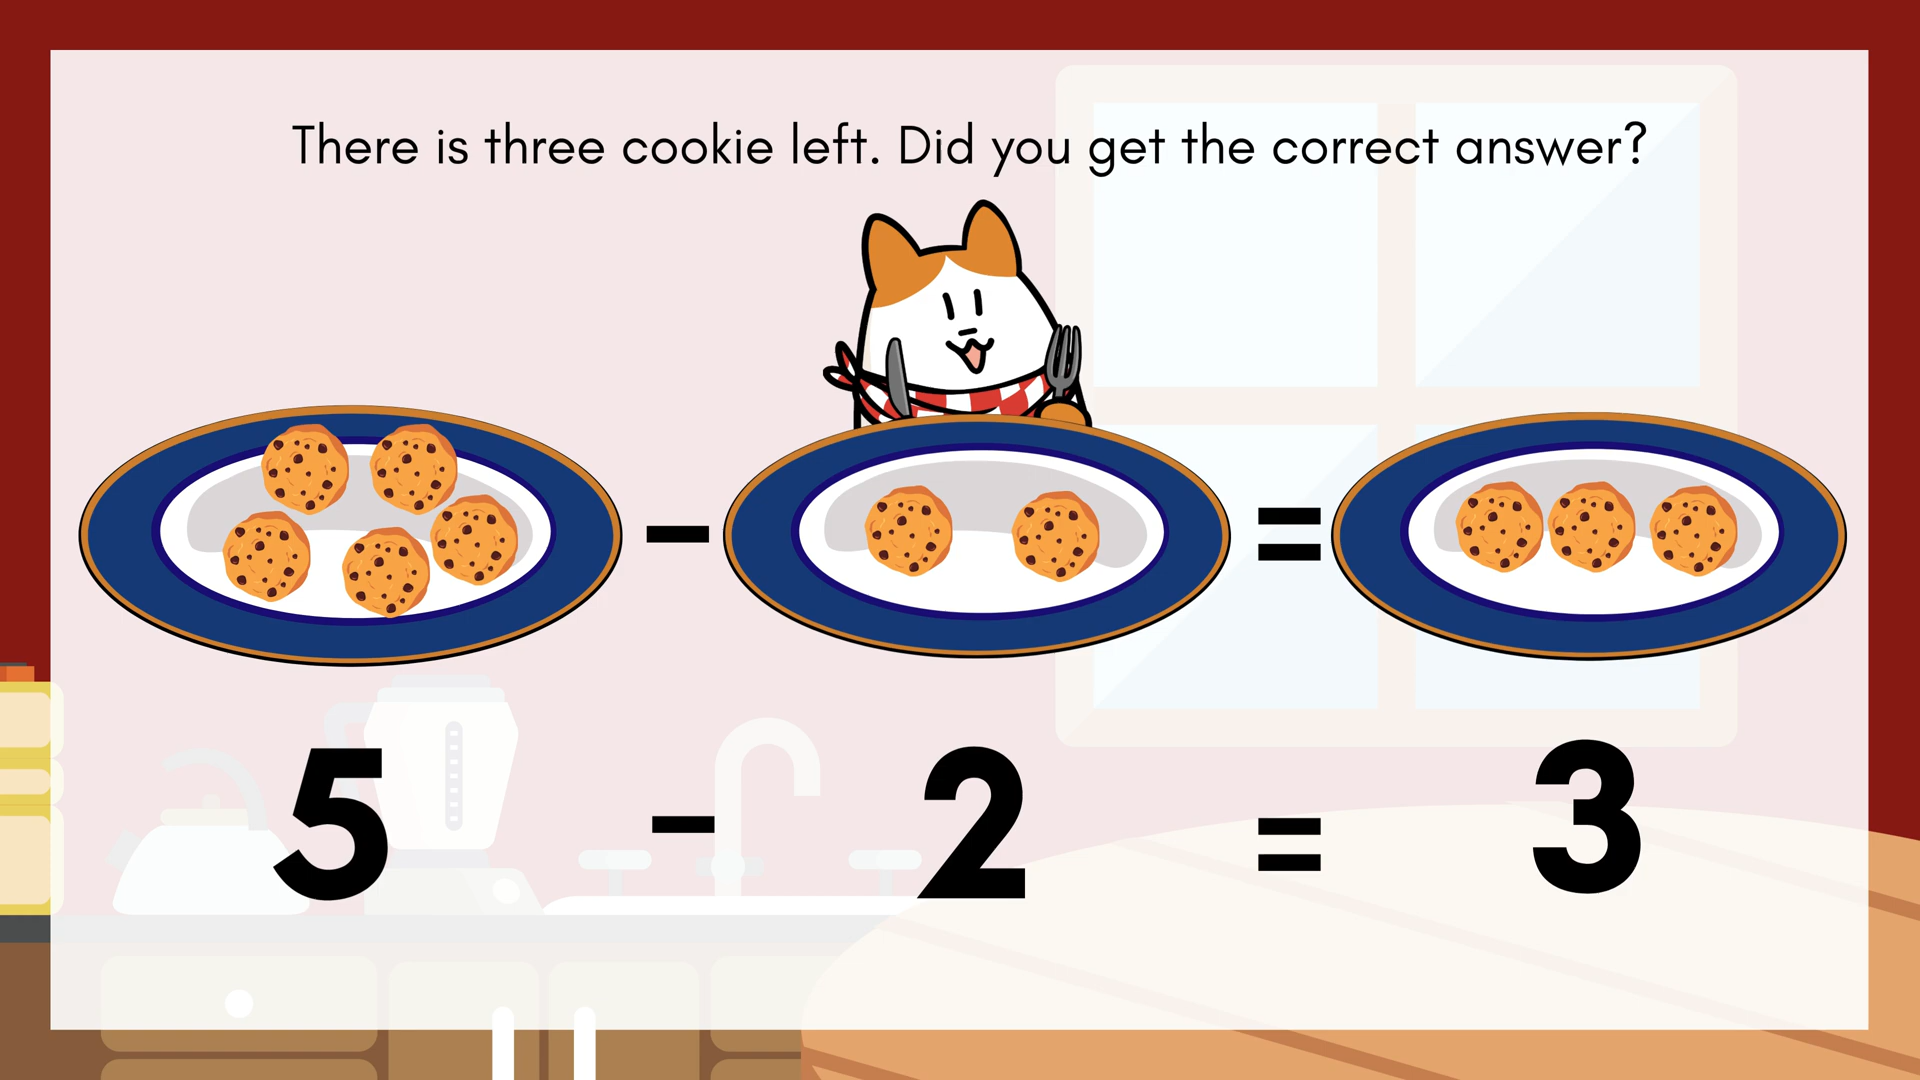 There is three cookie left. Did you get the correct answer?
- =
5 - 2 = 3